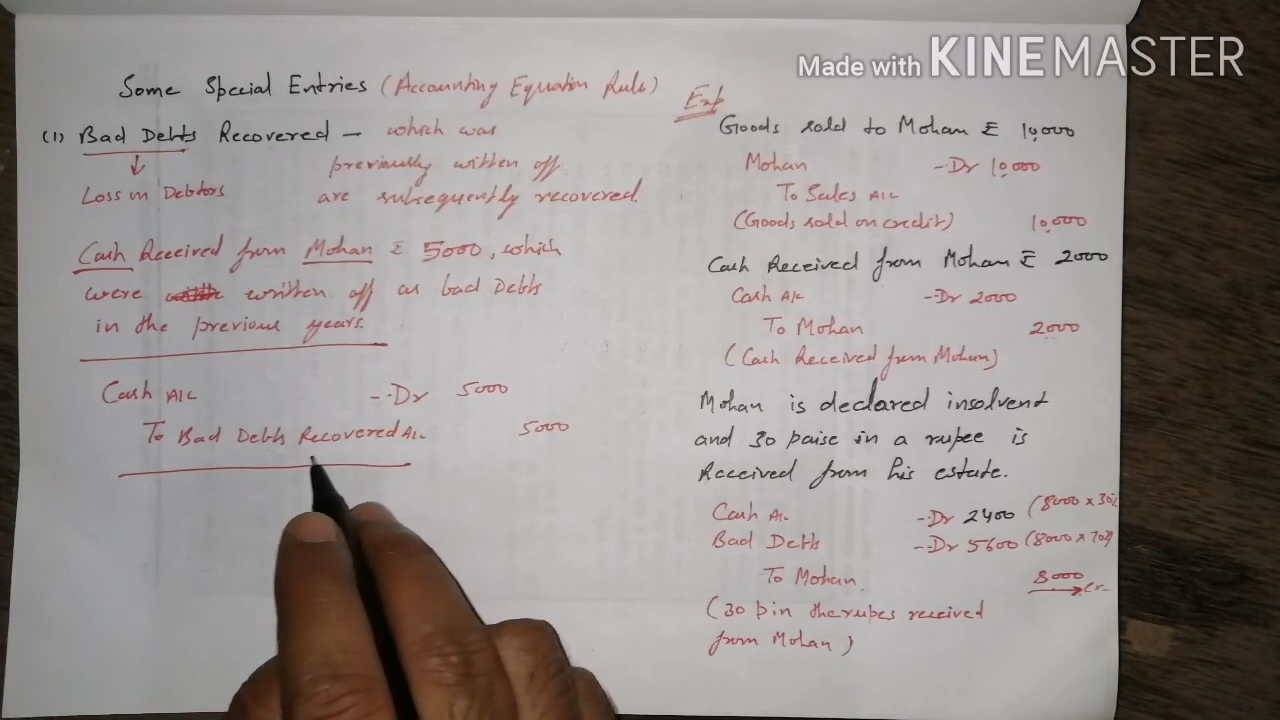 Made with KINEMASTER
Some Special Entries (Accounting Equation Rule)
(1) Bad Debts Recovered – which was
previously written off
are subsequently recovered.
Loss on Debtors
Cash Received from Mohan ₹ 5000, which
were written off as bad Debts
in the previous years.
Cash A/c --Dr 5000
To Bad Debts Recovered A/c 5000
Exp
Goods sold to Mohan ₹ 10,000
Mohan -Dr 10,000
To Sales A/c
(Goods sold on credit) 10,000
Cash Received from Mohan ₹ 2000
Cash A/c --Dr 2000
To Mohan 2000
(Cash Received from Mohan)
Mohan is declared insolvent
and 30 paise in a rupee is
Received from his estate.
Cash A/c --Dr 2400 (8000 x 30%
Bad Debts --Dr 5600 (8000 x 70%)
To Mohan 8000
Cr-
(30 p in the rupes received
from Mohan)